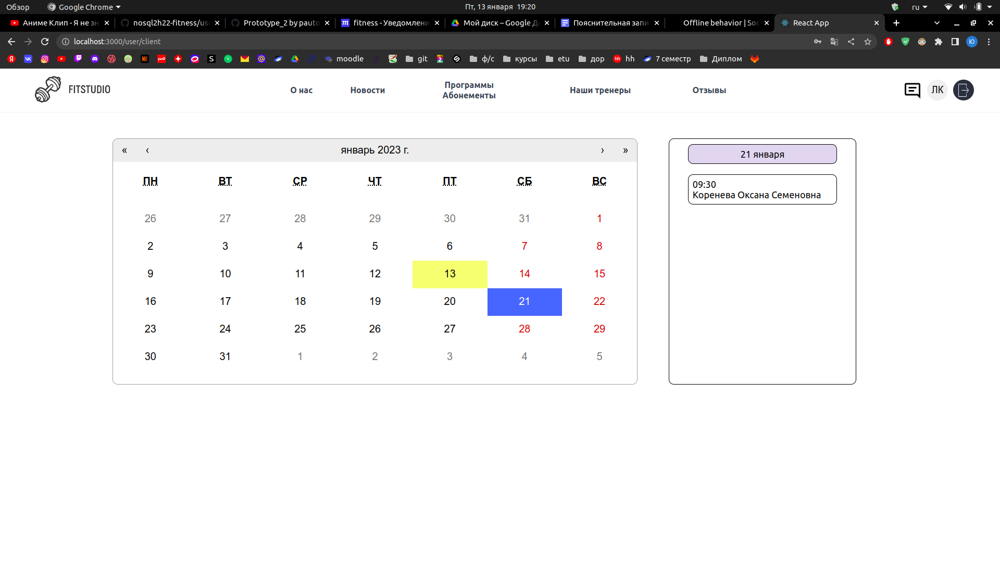 Обзор
Google Chrome
Пт, 13 января 19:20
ru
Аниме Клип - Я не зн
nosql2h22-fitness/use
Prototype_2 by pauto
fitness - Уведомлени
Мой диск – Google Д
Пояснительная запи
Offline behavior | Soc
React App
localhost:3000/user/client
moodle
git
ф/с
курсы
etu
дор
hh
7 семестр
Диплом
FITSTUDIO
О нас
Новости
Программы
Абонементы
Наши тренеры
Отзывы
ЛК
« ‹ январь 2023 г. › »
ПН ВТ СР ЧТ ПТ СБ ВС
26 27 28 29 30 31 1
2 3 4 5 6 7 8
9 10 11 12 13 14 15
16 17 18 19 20 21 22
23 24 25 26 27 28 29
30 31 1 2 3 4 5
21 января
09:30
Коренева Оксана Семеновна